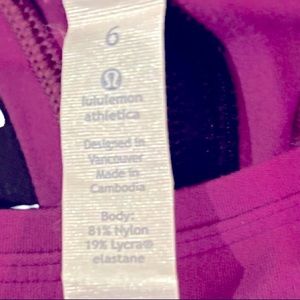 6
lululemon
athletica
Designed in
Vancouver
Made in
Cambodia
Body:
81% Nylon
19% Lycra®
elastane